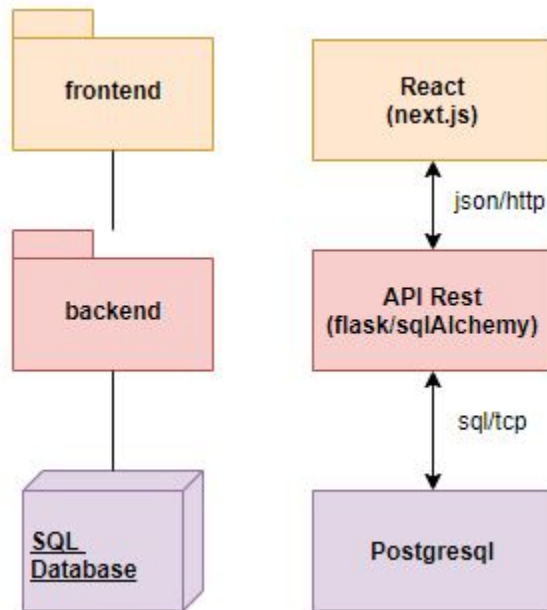 frontend
React
(next.js)
json/http
backend
API Rest
(flask/sqlAlchemy)
sql/tcp
SQL
Database
Postgresql